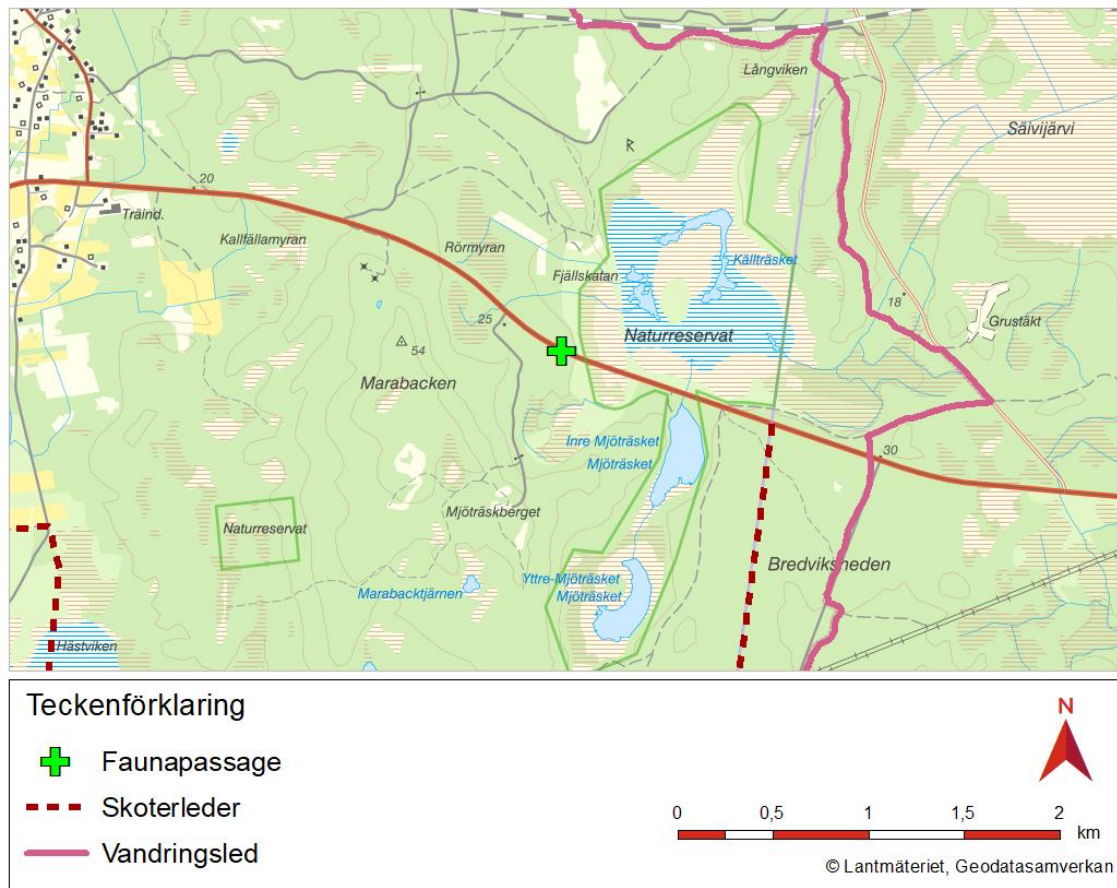 Långviken
Säivijärvi
R
20
Träind.
Kallfällamyran
Rörmyran
Källträsket
Fjällskatan
18
25
Grustäkt
Naturreservat
54
Marabacken
Inre Mjöträsket
30
Mjöträsket
Mjöträskberget
Naturreservat
Bredviksheden
Yttre-Mjöträsket
Marabacktjärnen
Mjöträsket
Hästviken
Teckenförklaring
Faunapassage
Skoterleder
Vandringsled
N
0 0,5 1 1,5 2
km
© Lantmäteriet, Geodatasamverkan